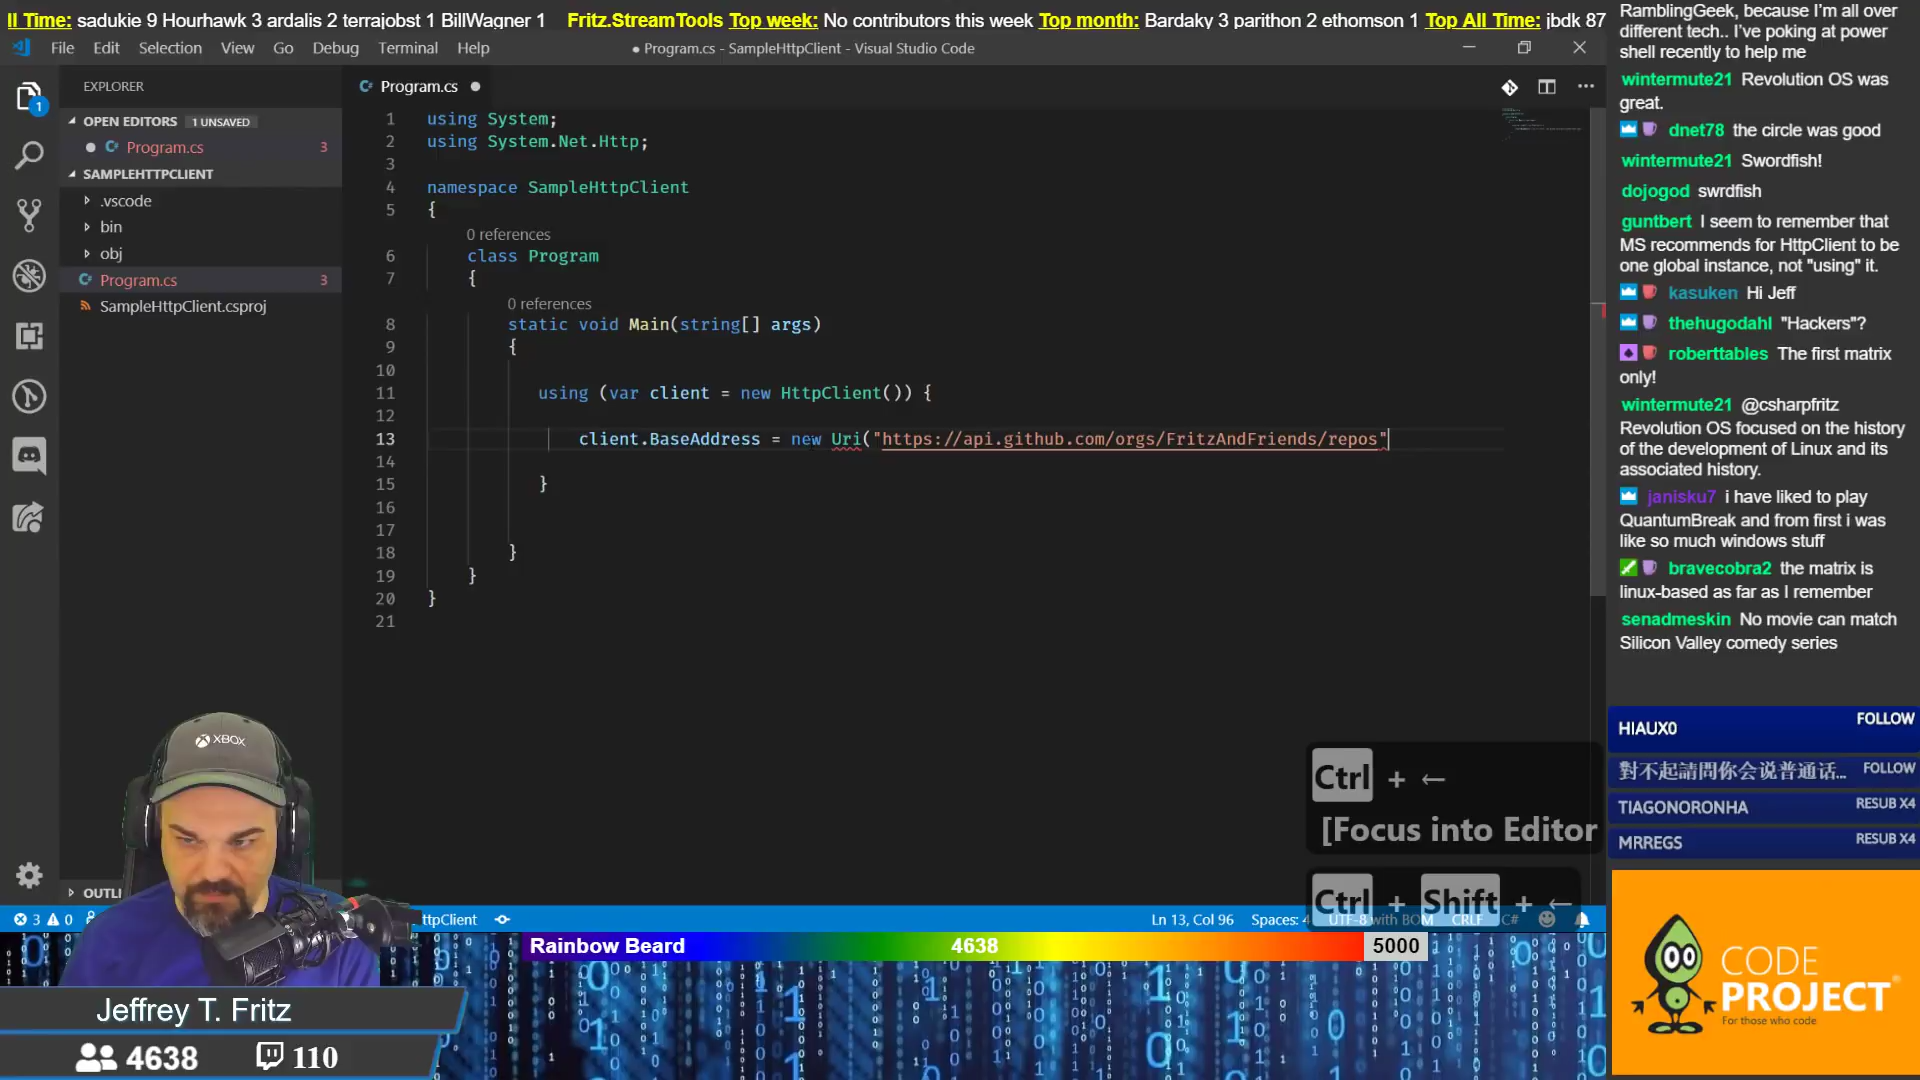 ll Time: sadukie 9 Hourhawk 3 ardalis 2 terrajobst 1 BillWagner 1 Fritz.StreamTools Top week: No contributors this week Top month: Bardaky 3 parithon 2 ethomson 1 Top All Time: jbdk 87
File Edit Selection View Go Debug Terminal Help
● Program.cs - SampleHttpClient - Visual Studio Code
EXPLORER
OPEN EDITORS 1 UNSAVED
Program.cs 3
SAMPLEHTTPCLIENT
.vscode
bin
obj
Program.cs 3
SampleHttpClient.csproj
OUTLI
1
Program.cs
1 using System;
2 using System.Net.Http;
3
4 namespace SampleHttpClient
5 {
0 references
6 class Program
7 {
0 references
8 static void Main(string[] args)
9 {
10
11 using (var client = new HttpClient()) {
12
13 client.BaseAddress = new Uri("https://api.github.com/orgs/FritzAndFriends/repos"
14
15 }
16
17
18 }
19 }
20 }
21
Ctrl + ←
[Focus into Editor
Ctrl + Shift + ←
3 0
ttpClient
Ln 13, Col 96 Spaces: 4 UTF-8 with BOM CRLF C#
Rainbow Beard 4638 5000
XBOX
Jeffrey T. Fritz
4638 110
RamblingGeek, because I'm all over
different tech.. I've poking at power
shell recently to help me
wintermute21 Revolution OS was
great.
dnet78 the circle was good
wintermute21 Swordfish!
dojogod swrdfish
guntbert I seem to remember that
MS recommends for HttpClient to be
one global instance, not "using" it.
kasuken Hi Jeff
thehugodahl "Hackers"?
roberttables The first matrix
only!
wintermute21 @csharpfritz
Revolution OS focused on the history
of the development of Linux and its
associated history.
janisku7 i have liked to play
QuantumBreak and from first i was
like so much windows stuff
bravecobra2 the matrix is
linux-based as far as I remember
senadmeskin No movie can match
Silicon Valley comedy series
HIAUX0 FOLLOW
對不起請問你会说普通话... FOLLOW
TIAGONORONHA RESUB X4
MRREGS RESUB X4
CODE
PROJECT®
For those who code